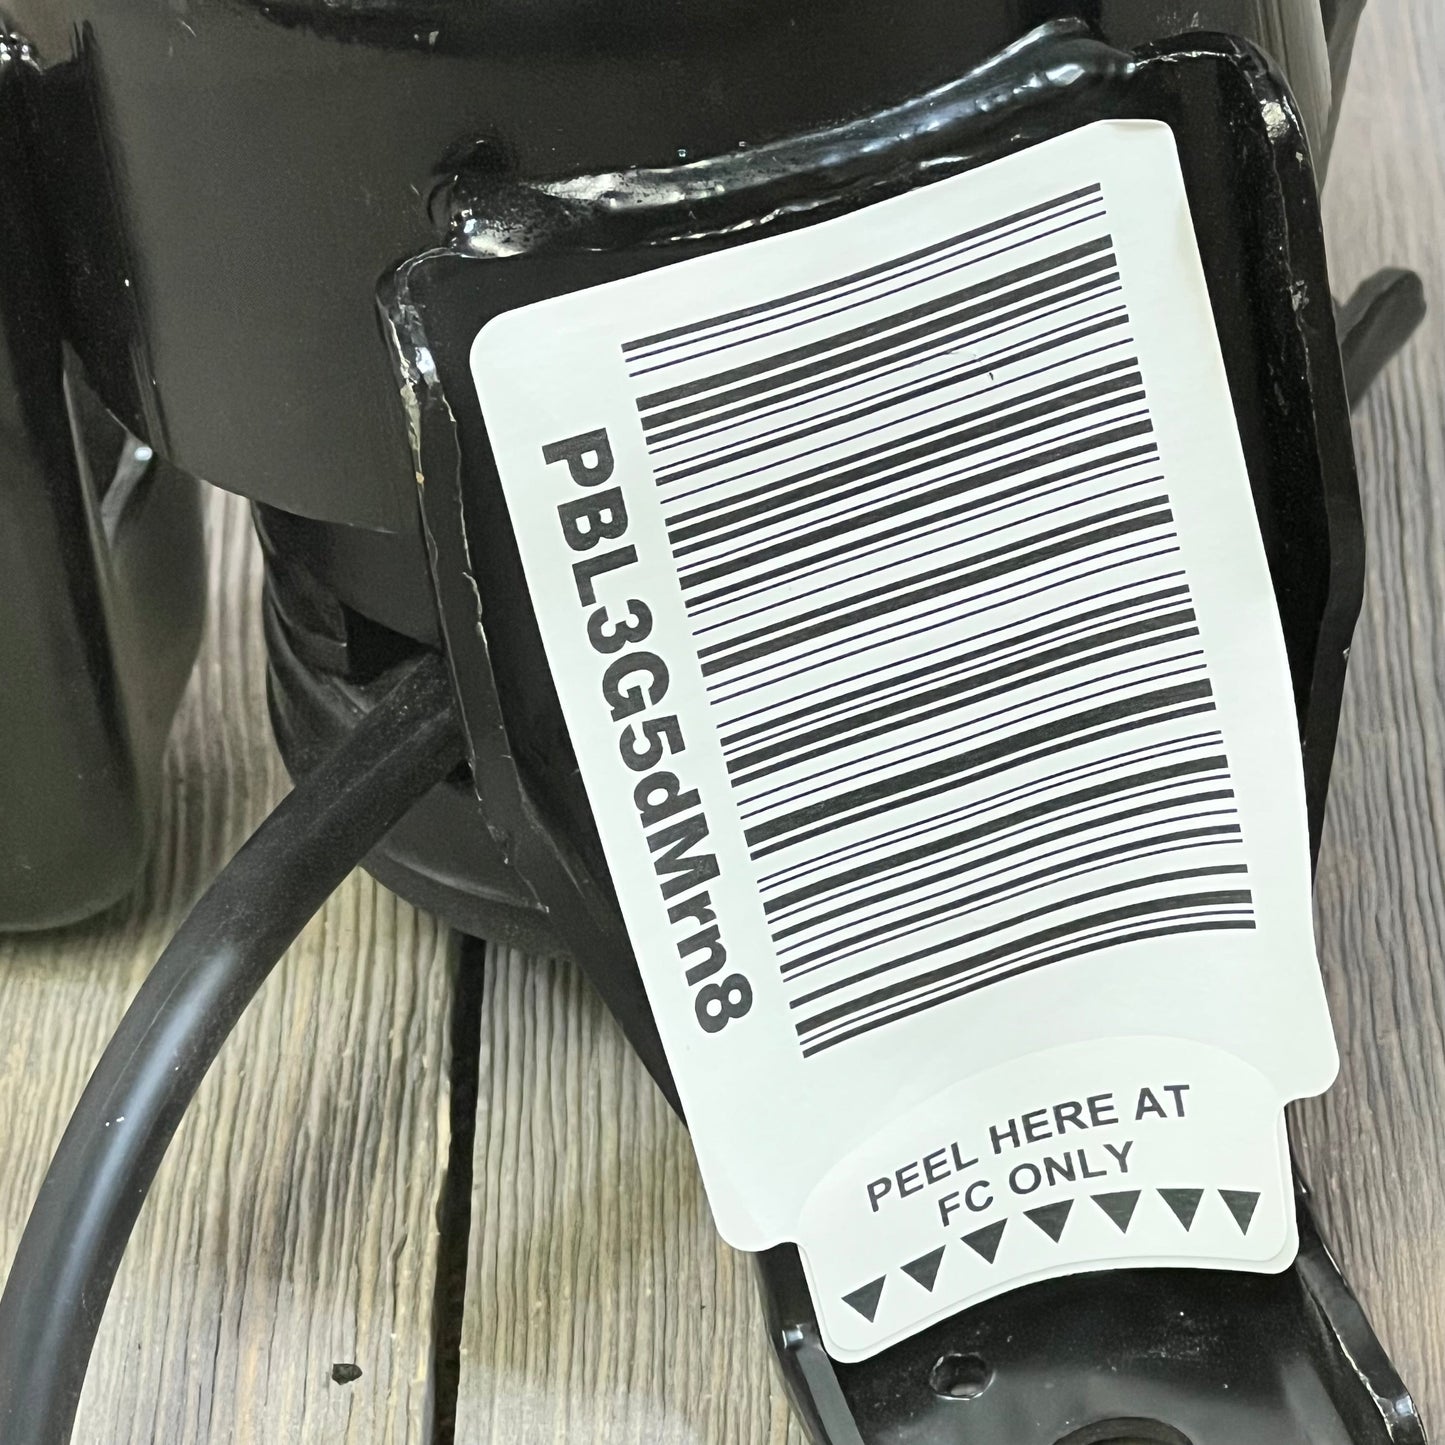 PBL3G5dMrn8
PEEL HERE AT
FC ONLY